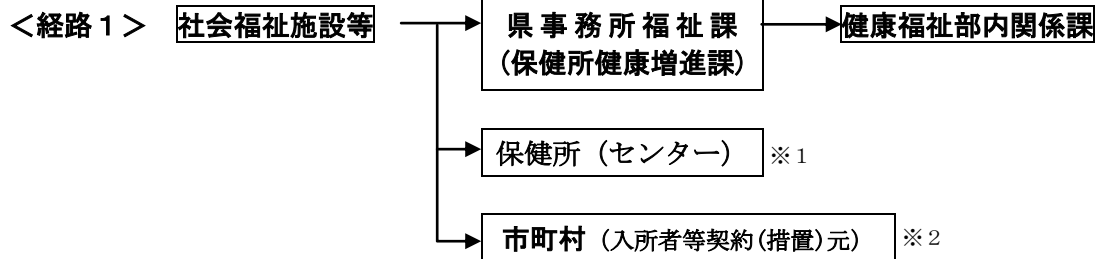 ＜経路１＞ 社会福祉施設等 県事務所福祉課 健康福祉部内関係課
（保健所健康増進課）
保健所（センター） ※1
市町村（入所者等契約(措置)元） ※2